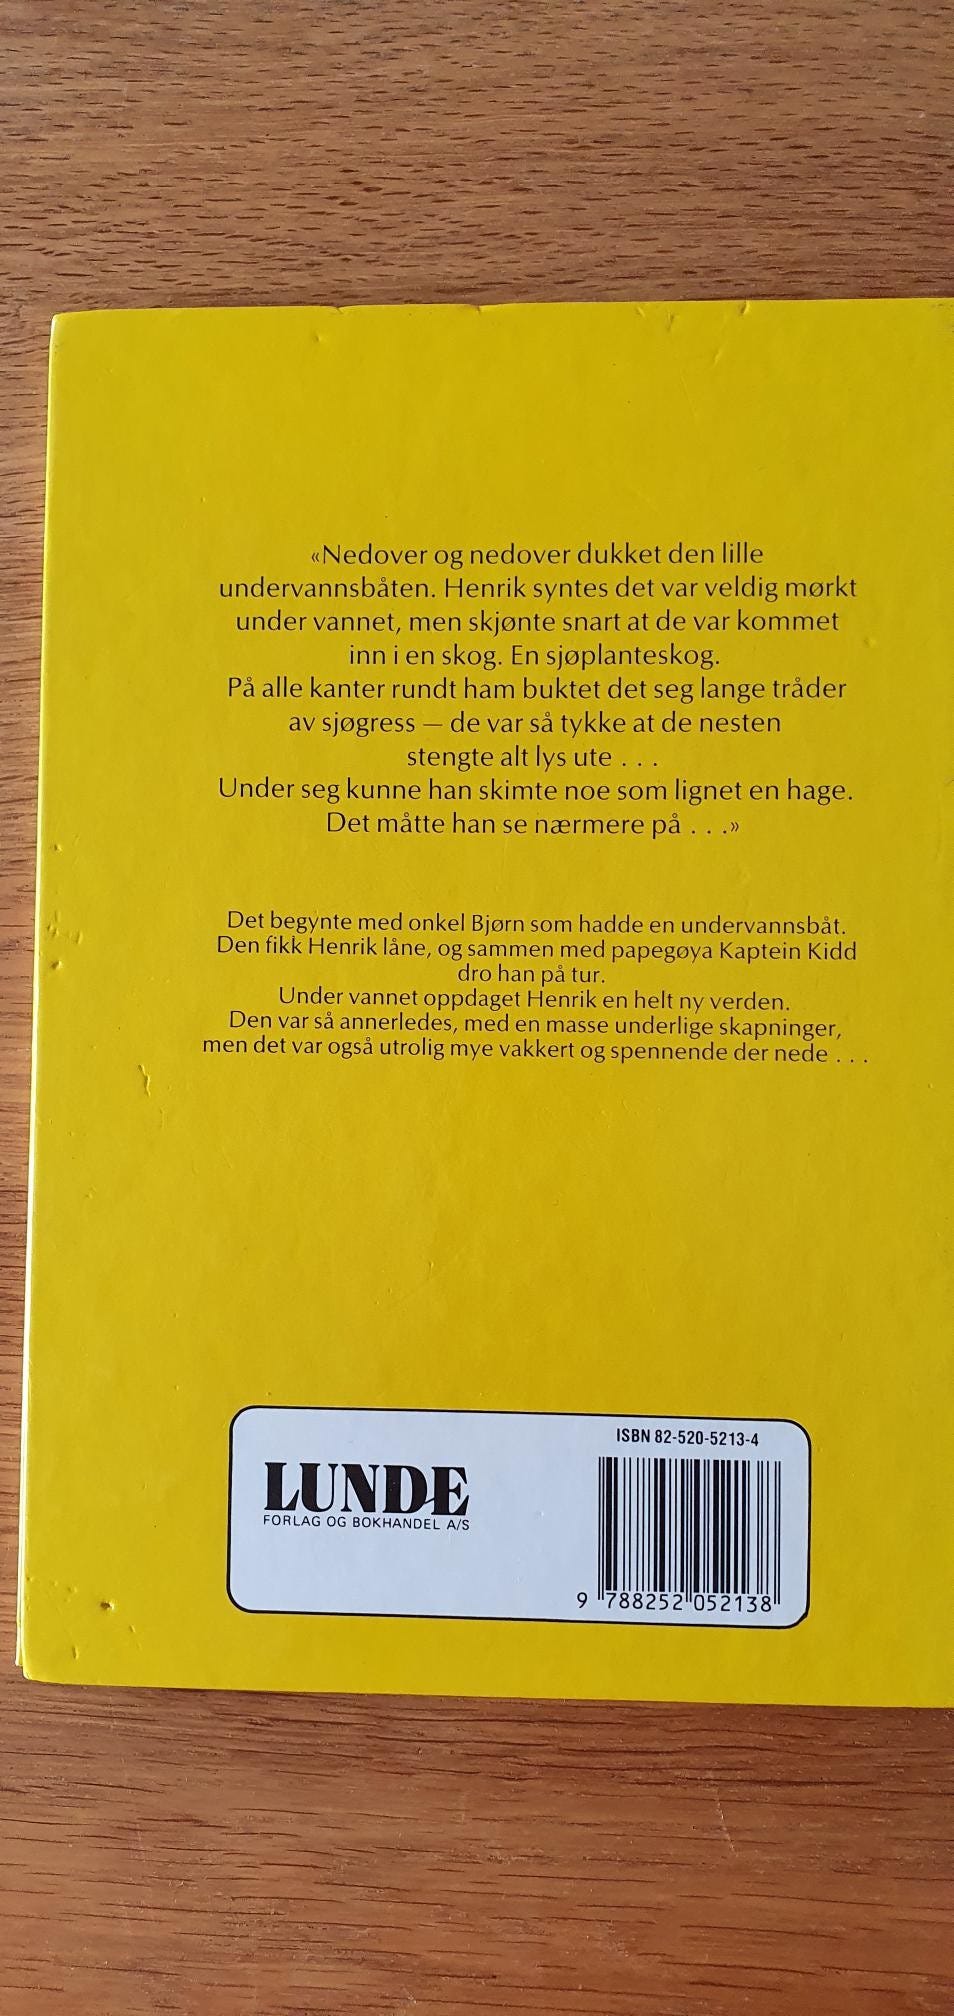 «Nedover og nedover dukket den lille
undervannsbåten. Henrik syntes det var veldig mørkt
under vannet, men skjønte snart at de var kommet
inn i en skog. En sjøplanteskog.
På alle kanter rundt ham buktet det seg lange tråder
av sjøgress — de var så tykke at de nesten
stengte alt lys ute . . .
Under seg kunne han skimte noe som lignet en hage.
Det måtte han se nærmere på . . .»
Det begynte med onkel Bjørn som hadde en undervannsbåt.
Den fikk Henrik låne, og sammen med papegøya Kaptein Kidd
dro han på tur.
Under vannet oppdaget Henrik en helt ny verden.
Den var så annerledes, med en masse underlige skapninger,
men det var også utrolig mye vakkert og spennende der nede . . .
LUNDE
FORLAG OG BOKHANDEL A/S
ISBN 82-520-5213-4
9 788252 052138